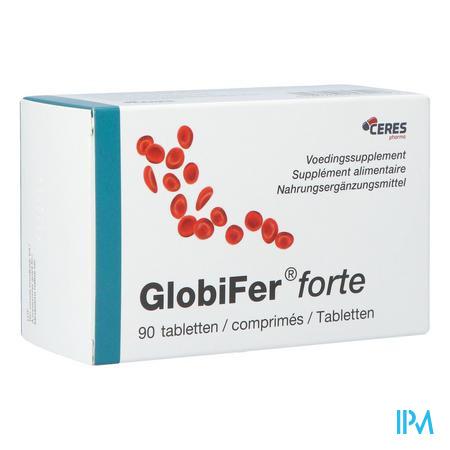 CERES
pharma
Voedingssupplement
Supplément alimentaire
Nahrungsergänzungsmittel
GlobiFer® forte
90 tabletten / comprimés / Tabletten
IPM